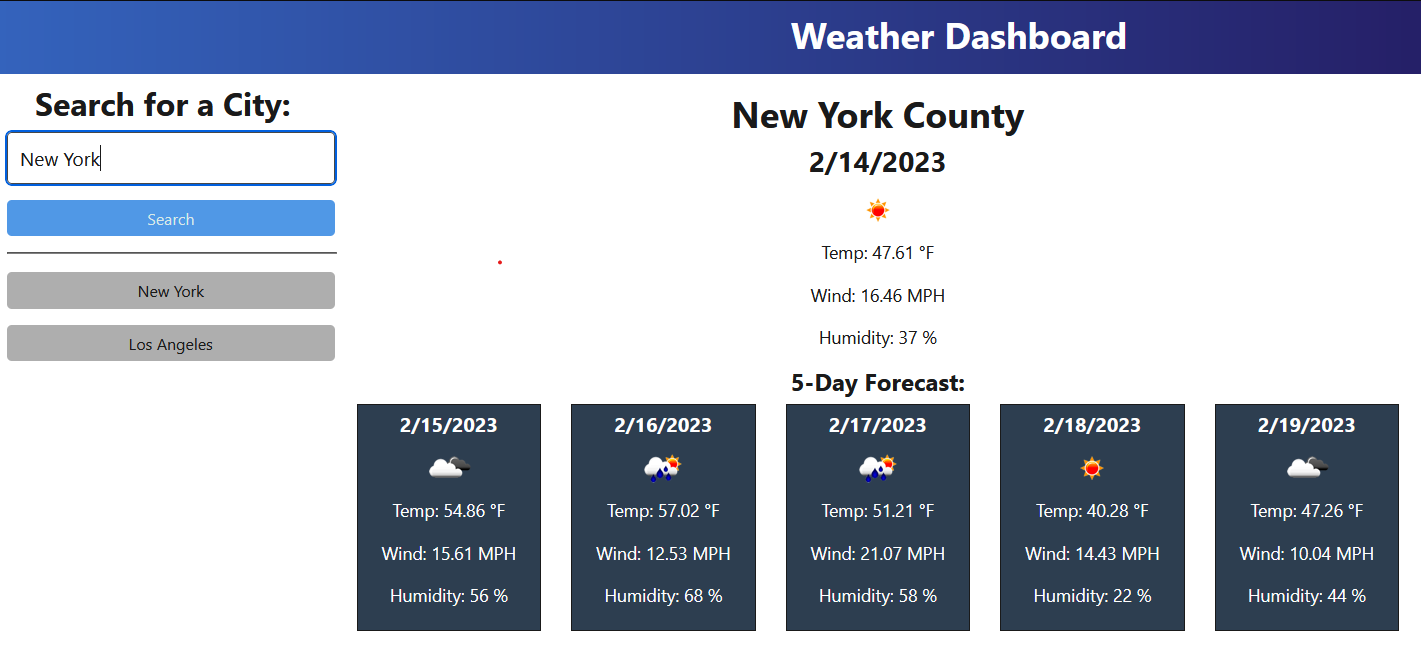 Weather Dashboard
Search for a City:
New York
Search
New York
Los Angeles
New York County
2/14/2023
Temp: 47.61 °F
Wind: 16.46 MPH
Humidity: 37 %
5-Day Forecast:
2/15/2023
Temp: 54.86 °F
Wind: 15.61 MPH
Humidity: 56 %
2/16/2023
Temp: 57.02 °F
Wind: 12.53 MPH
Humidity: 68 %
2/17/2023
Temp: 51.21 °F
Wind: 21.07 MPH
Humidity: 58 %
2/18/2023
Temp: 40.28 °F
Wind: 14.43 MPH
Humidity: 22 %
2/19/2023
Temp: 47.26 °F
Wind: 10.04 MPH
Humidity: 44 %